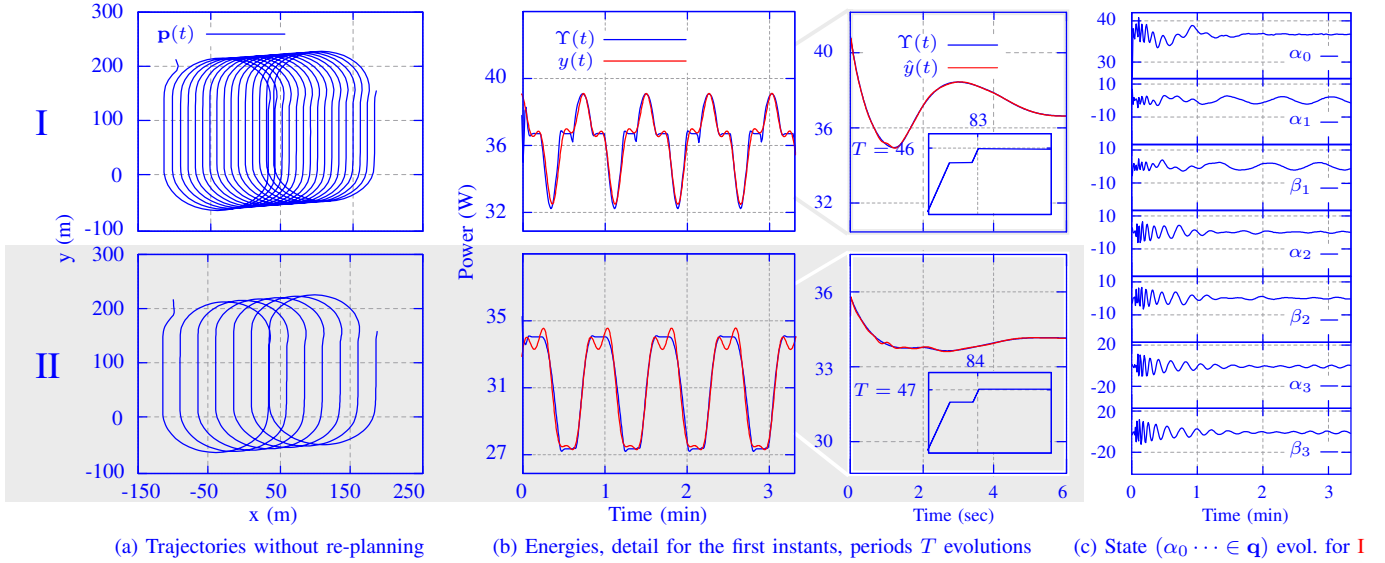 I
II
y (m)
300
200
100
0
-100
p(t)
300
200
100
0
-100
-150
-50
50
150
250
x (m)
(a) Trajectories without re-planning
Power (W)
39
36
32
ϒ(t)
y(t)
35
31
27
0
1
2
3
Time (min)
40
36
32
ϒ(t)
ŷ(t)
83
T = 46
36
33
29
84
T = 47
0
2
4
6
Time (sec)
(b) Energies, detail for the first instants, periods T evolutions
40
30
α₀
10
-10
α₁
10
-10
β₁
10
-10
α₂
10
-10
β₂
20
-20
α₃
20
-20
β₃
0
1
2
3
Time (min)
(c) State (α₀ ⋯ ∈ q) evol. for I